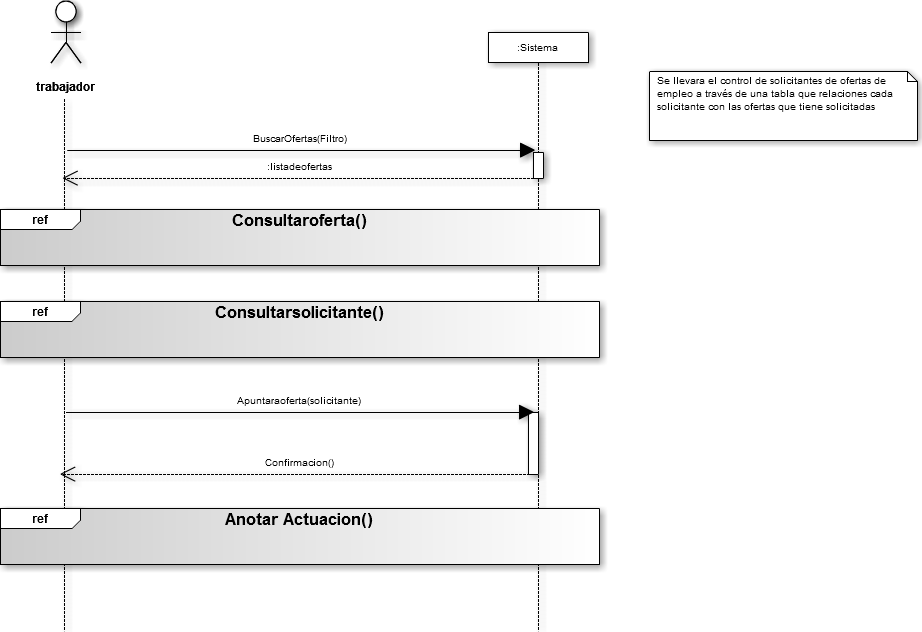 :Sistema
trabajador
Se llevara el control de solicitantes de ofertas de
empleo a través de una tabla que relaciones cada
solicitante con las ofertas que tiene solicitadas
BuscarOfertas(Filtro)
:listadeofertas
ref
Consultaroferta()
ref
Consultarsolicitante()
Apuntaraoferta(solicitante)
Confirmacion()
ref
Anotar Actuacion()